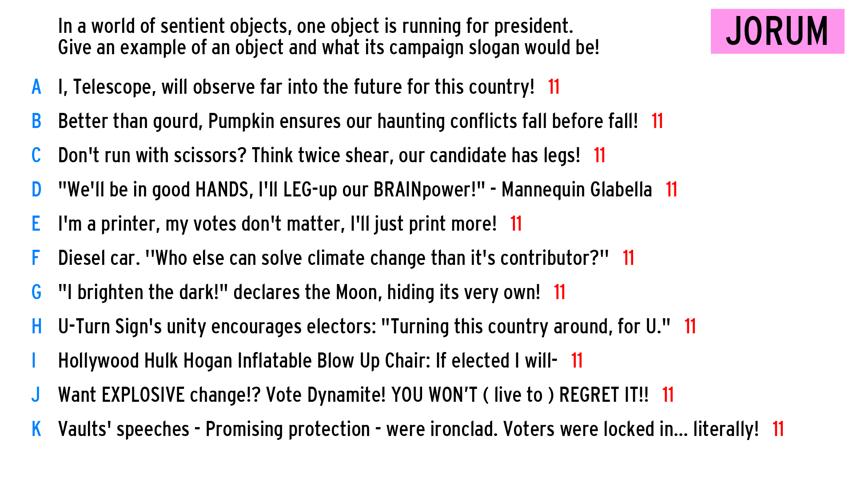 In a world of sentient objects, one object is running for president.
Give an example of an object and what its campaign slogan would be!
JORUM
A I, Telescope, will observe far into the future for this country! 11
B Better than gourd, Pumpkin ensures our haunting conflicts fall before fall! 11
C Don't run with scissors? Think twice shear, our candidate has legs! 11
D "We'll be in good HANDS, I'll LEG-up our BRAINpower!" - Mannequin Glabella 11
E I'm a printer, my votes don't matter, I'll just print more! 11
F Diesel car. "Who else can solve climate change than it's contributor?" 11
G "I brighten the dark!" declares the Moon, hiding its very own! 11
H U-Turn Sign's unity encourages electors: "Turning this country around, for U." 11
I Hollywood Hulk Hogan Inflatable Blow Up Chair: If elected I will- 11
J Want EXPLOSIVE change!? Vote Dynamite! YOU WON'T ( live to ) REGRET IT!! 11
K Vaults' speeches - Promising protection - were ironclad. Voters were locked in... literally! 11